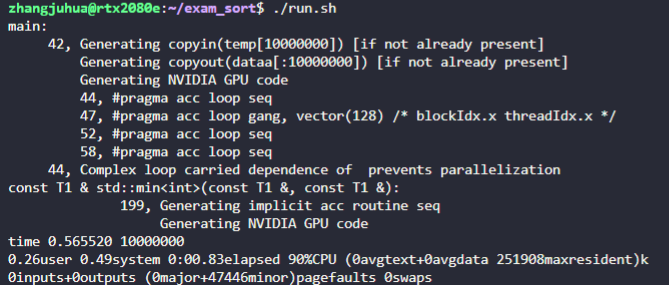 zhangjuhua@rtx2080e:~/exam_sort$ ./run.sh
main:
42, Generating copyin(temp[10000000]) [if not already present]
Generating copyout(dataa[:10000000]) [if not already present]
Generating NVIDIA GPU code
44, #pragma acc loop seq
47, #pragma acc loop gang, vector(128) /* blockIdx.x threadIdx.x */
52, #pragma acc loop seq
58, #pragma acc loop seq
44, Complex loop carried dependence of  prevents parallelization
const T1 & std::min<int>(const T1 &, const T1 &):
199, Generating implicit acc routine seq
Generating NVIDIA GPU code
time 0.565520 10000000
0.26user 0.49system 0:00.83elapsed 90%CPU (0avgtext+0avgdata 251908maxresident)k
0inputs+0outputs (0major+47446minor)pagefaults 0swaps